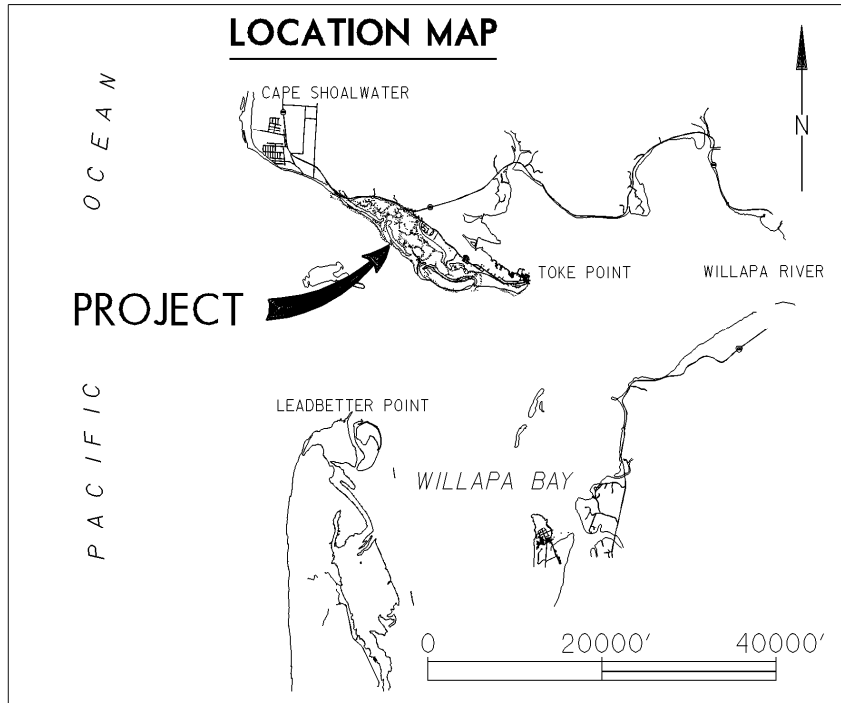 LOCATION MAP
CAPE SHOALWATER
N
PACIFIC OCEAN
TOKE POINT
WILLAPA RIVER
PROJECT
LEADBETTER POINT
WILLAPA BAY
0 20000' 40000'